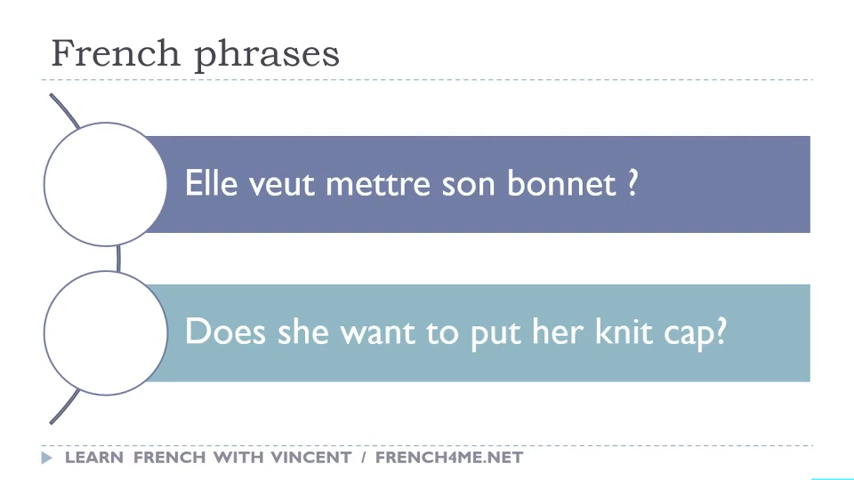 French phrases
Elle veut mettre son bonnet ?
Does she want to put her knit cap?
LEARN FRENCH WITH VINCENT / FRENCH4ME.NET